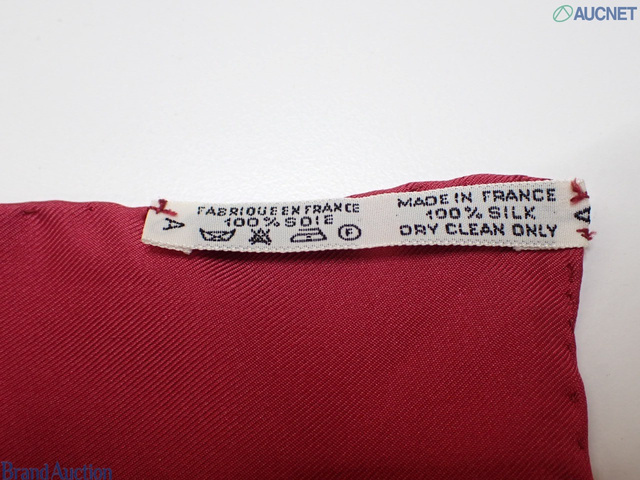 AUCNET
A
FABRIQUE EN FRANCE
100% SOIE
F
MADE IN FRANCE
100% SILK
DRY CLEAN ONLY
A
Brand Auction